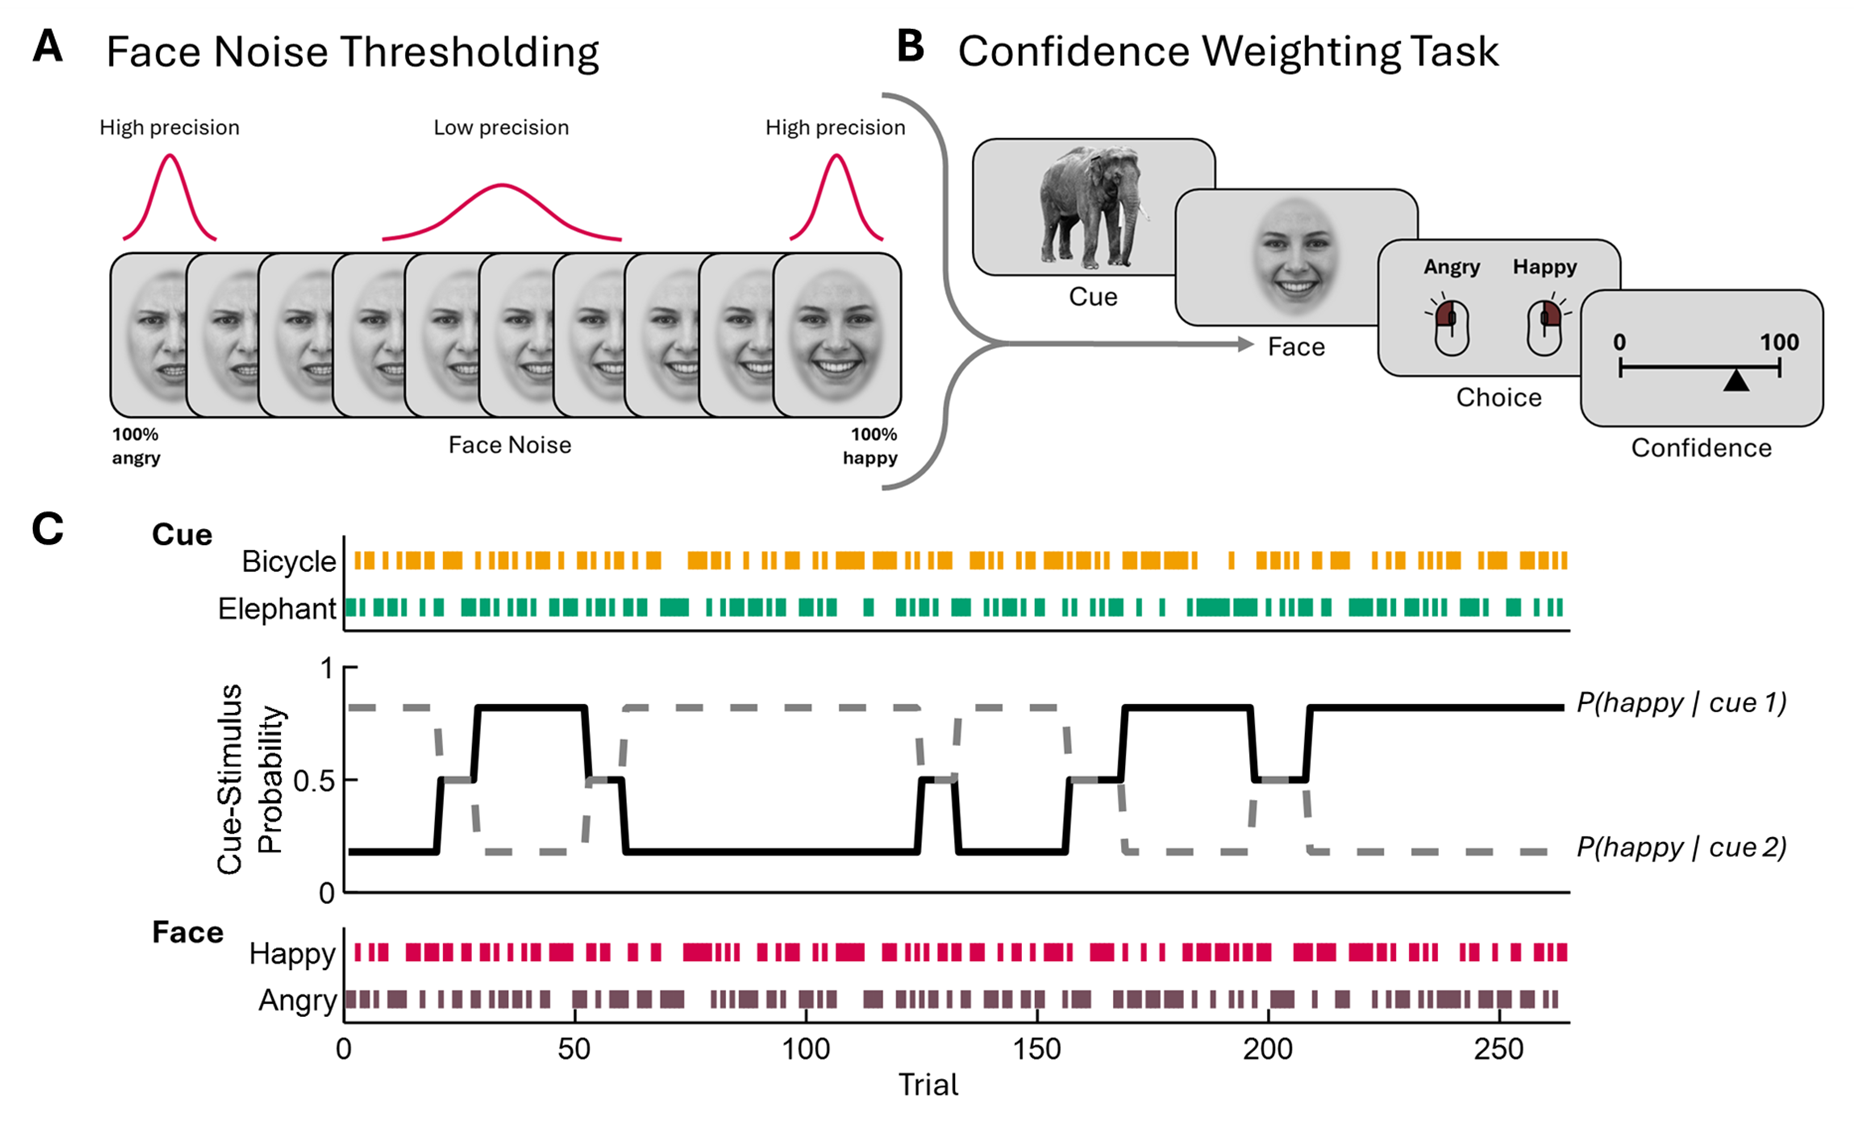 A Face Noise Thresholding
High precision
Low precision
High precision
100%
angry
Face Noise
100%
happy
B Confidence Weighting Task
Cue
Face
Angry Happy
Choice
0 100
Confidence
C
Cue
Bicycle
Elephant
Cue-Stimulus
Probability
1
0.5
0
P(happy | cue 1)
P(happy | cue 2)
Face
Happy
Angry
0 50 100 150 200 250
Trial